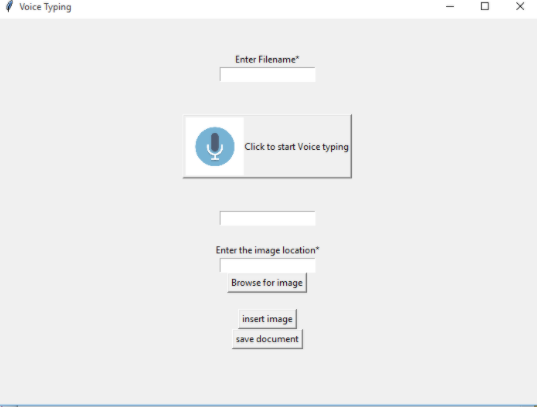 Voice Typing
Enter Filename*
Click to start Voice typing
Enter the image location*
Browse for image
insert image
save document